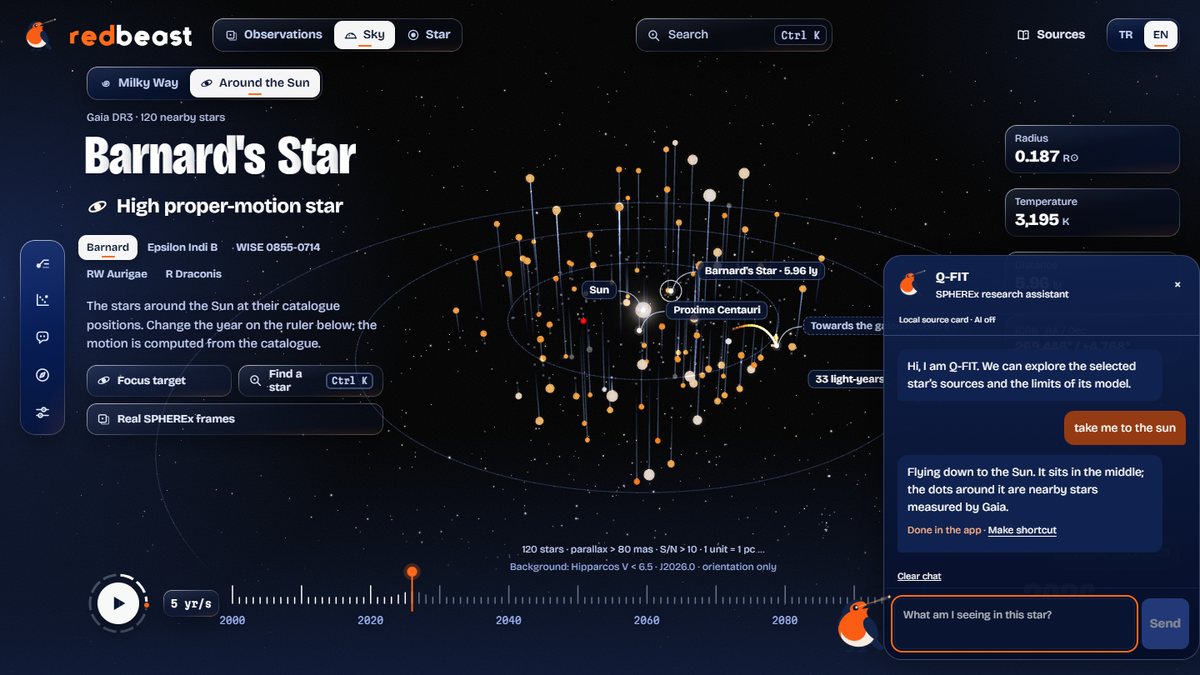 redbeast
Observations
Sky
Star
Search
Ctrl K
Sources
TR
EN
Milky Way
Around the Sun
Gaia DR3 · 120 nearby stars
Barnard's Star
High proper-motion star
Barnard
Epsilon Indi B
· WISE 0855-0714
RW Aurigae
R Draconis
The stars around the Sun at their catalogue
positions. Change the year on the ruler below; the
motion is computed from the catalogue.
Focus target
Find a
star
Ctrl K
Real SPHEREx frames
Sun
Barnard's Star · 5.96 ly
Proxima Centauri
Towards the ga
33 light-years
Radius
0.187 R⊙
Temperature
3,195 K
Distance
5.96
Q-FIT
SPHEREx research assistant
×
Local source card · AI off
Hi, I am Q-FIT. We can explore the selected
star's sources and the limits of its model.
take me to the sun
Flying down to the Sun. It sits in the middle;
the dots around it are nearby stars
measured by Gaia.
Done in the app · Make shortcut
Clear chat
What am I seeing in this star?
Send
120 stars · parallax > 80 mas · S/N > 10 · 1 unit = 1 pc ...
Background: Hipparcos V < 6.5 · J2026.0 · orientation only
5 yr/s
2000
2020
2040
2060
2080